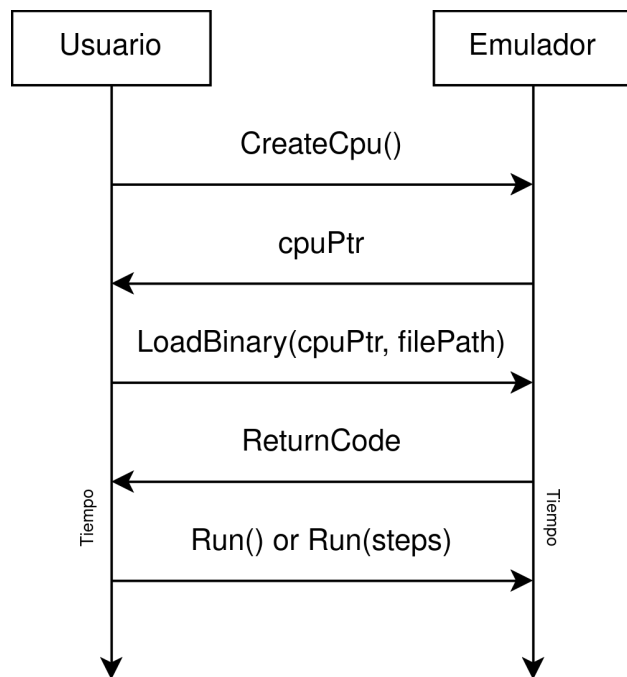 Usuario
Emulador
CreateCpu()
cpuPtr
LoadBinary(cpuPtr, filePath)
ReturnCode
Tiempo
Tiempo
Run() or Run(steps)